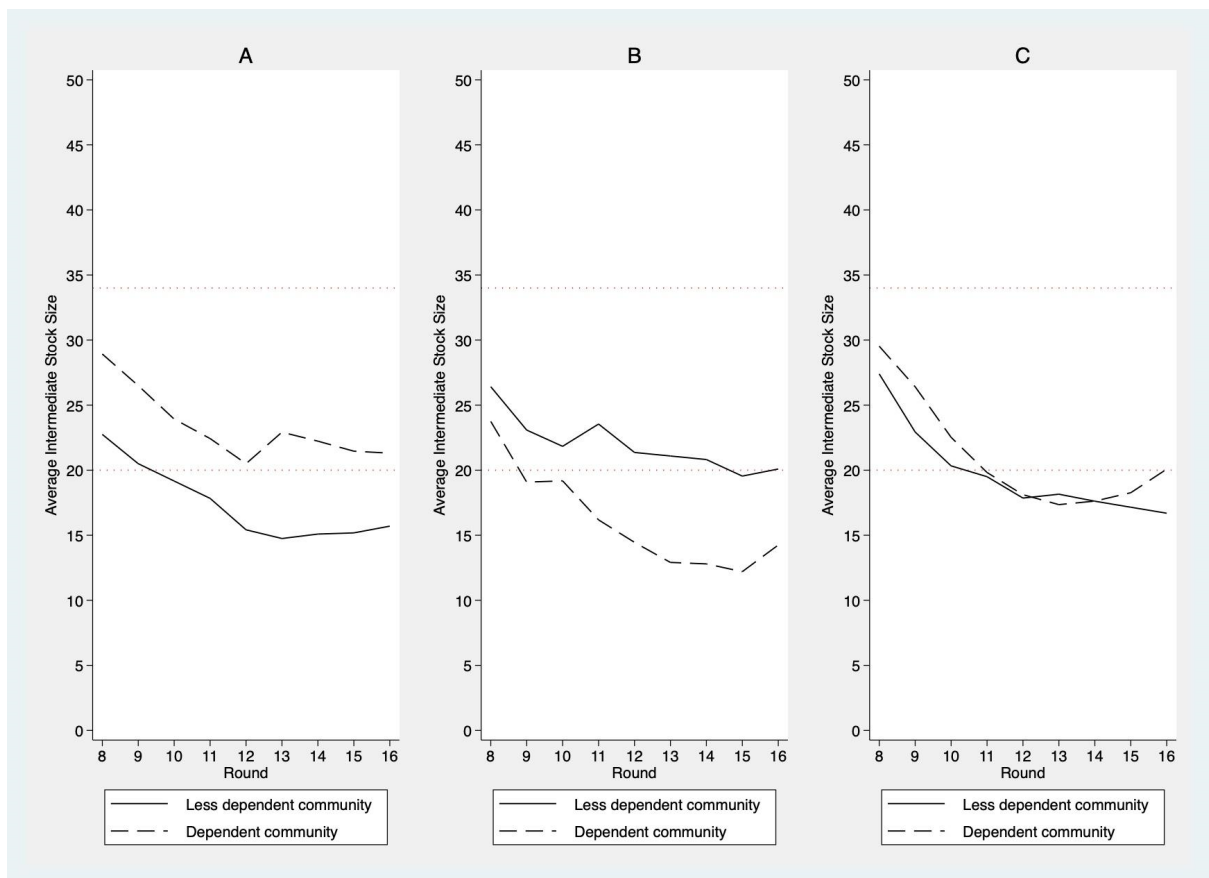 A
50
45
40
35
30
25
20
15
10
5
0
Average Intermediate Stock Size
8 9 10 11 12 13 14 15 16
Round
Less dependent community
Dependent community
B
50
45
40
35
30
25
20
15
10
5
0
Average Intermediate Stock Size
8 9 10 11 12 13 14 15 16
Round
Less dependent community
Dependent community
C
50
45
40
35
30
25
20
15
10
5
0
Average Intermediate Stock Size
8 9 10 11 12 13 14 15 16
Round
Less dependent community
Dependent community